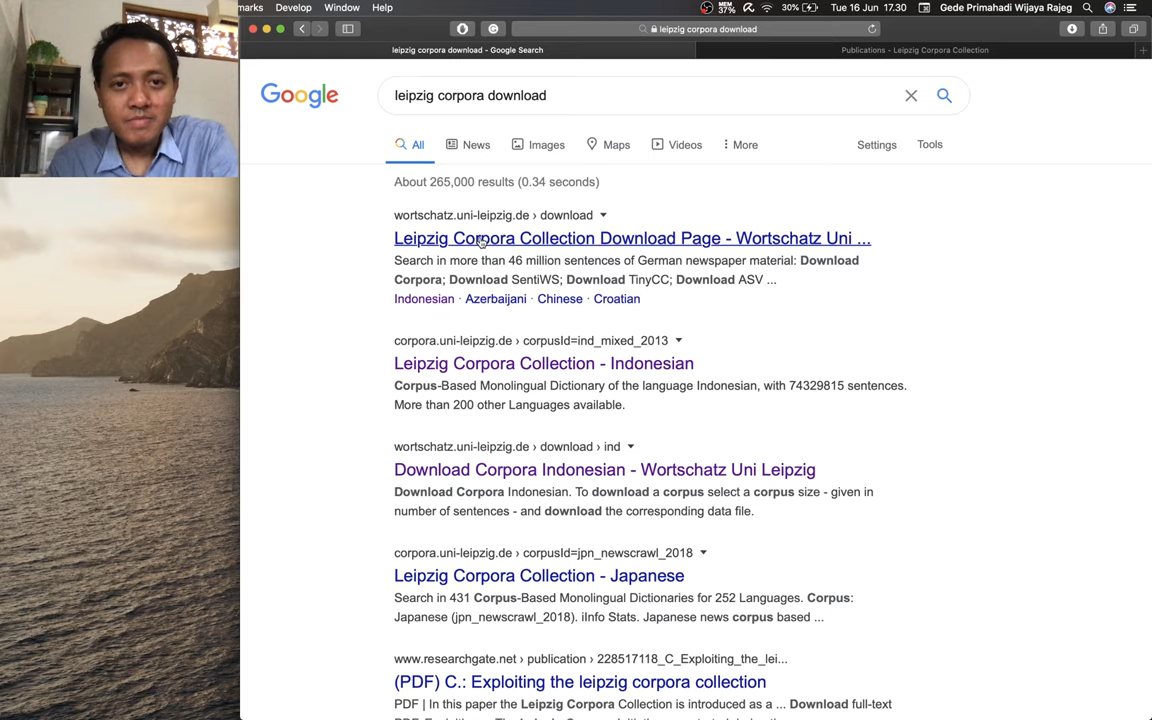 marks Develop Window Help MEM 37% 30% Tue 16 Jun 17.30 Gede Primahadi Wijaya Rajeg
leipzig corpora download
leipzig corpora download - Google Search Publications - Leipzig Corpora Collection
Google leipzig corpora download
All News Images Maps Videos More Settings Tools
About 265,000 results (0.34 seconds)
wortschatz.uni-leipzig.de › download
Leipzig Corpora Collection Download Page - Wortschatz Uni ...
Search in more than 46 million sentences of German newspaper material: Download
Corpora; Download SentiWS; Download TinyCC; Download ASV ...
Indonesian · Azerbaijani · Chinese · Croatian
corpora.uni-leipzig.de › corpusId=ind_mixed_2013
Leipzig Corpora Collection - Indonesian
Corpus-Based Monolingual Dictionary of the language Indonesian, with 74329815 sentences.
More than 200 other Languages available.
wortschatz.uni-leipzig.de › download › ind
Download Corpora Indonesian - Wortschatz Uni Leipzig
Download Corpora Indonesian. To download a corpus select a corpus size - given in
number of sentences - and download the corresponding data file.
corpora.uni-leipzig.de › corpusId=jpn_newscrawl_2018
Leipzig Corpora Collection - Japanese
Search in 431 Corpus-Based Monolingual Dictionaries for 252 Languages. Corpus:
Japanese (jpn_newscrawl_2018). iInfo Stats. Japanese news corpus based ...
www.researchgate.net › publication › 228517118_C_Exploiting_the_lei...
(PDF) C.: Exploiting the leipzig corpora collection
PDF | In this paper the Leipzig Corpora Collection is introduced as a ... Download full-text